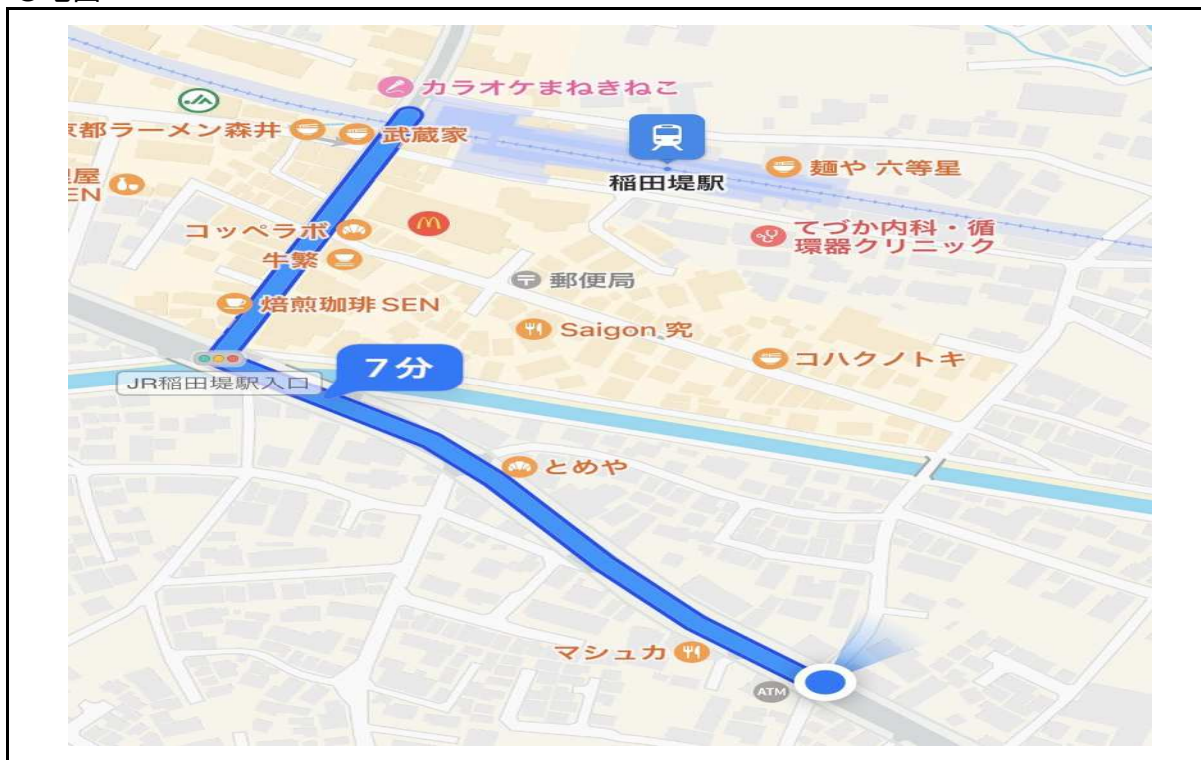 カラオケまねきねこ
JA
都ラーメン森井
武蔵家
稲田堤駅
麺や 六等星
屋
EN
コッペラボ
てづか内科・循
環器クリニック
牛繁
〒 郵便局
焙煎珈琲 SEN
Saigon 究
コハクノトキ
7分
JR稲田堤駅入口
とめや
マシュカ
ATM